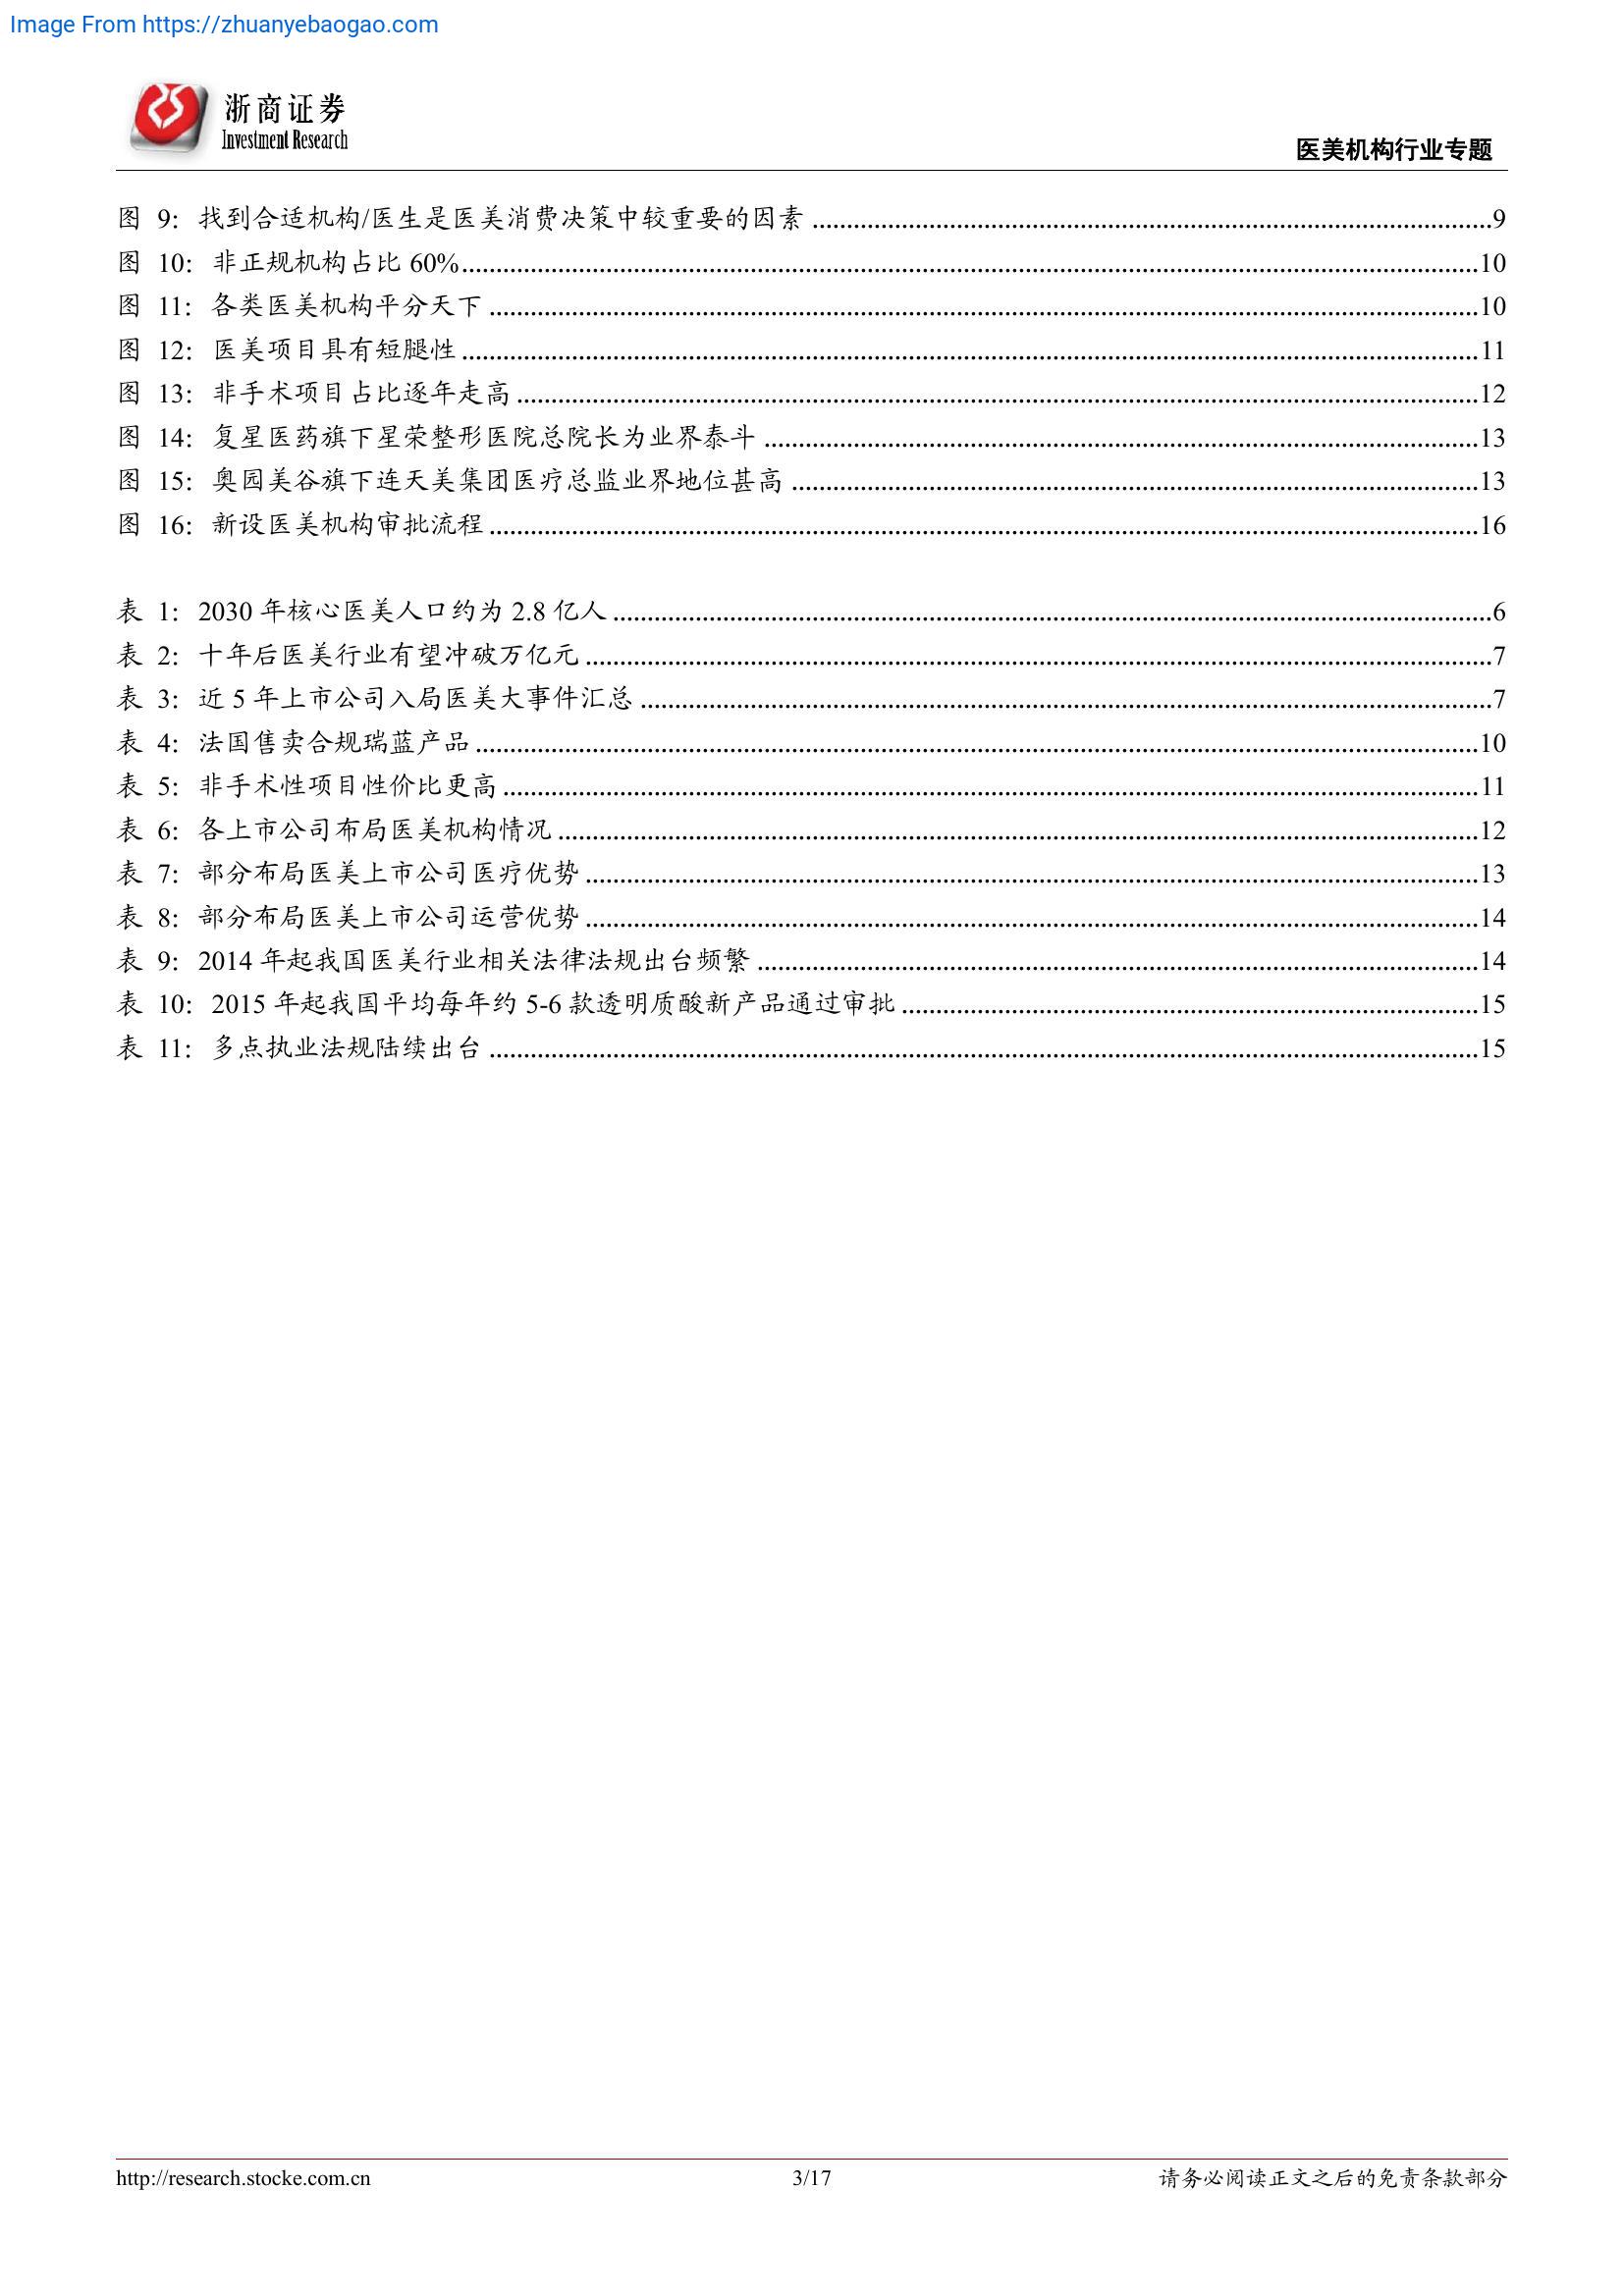 Image From https://zhuanyebaogao.com
浙商证券
Investment Research
医美机构行业专题
图 9：找到合适机构/医生是医美消费决策中较重要的因素 ........ 9
图 10：非正规机构占比 60% ........ 10
图 11：各类医美机构平分天下 ........ 10
图 12：医美项目具有短腿性 ........ 11
图 13：非手术项目占比逐年走高 ........ 12
图 14：复星医药旗下星荣整形医院总院长为业界泰斗 ........ 13
图 15：奥园美谷旗下连天美集团医疗总监业界地位甚高 ........ 13
图 16：新设医美机构审批流程 ........ 16
表 1：2030 年核心医美人口约为 2.8 亿人 ........ 6
表 2：十年后医美行业有望冲破万亿元 ........ 7
表 3：近 5 年上市公司入局医美大事件汇总 ........ 7
表 4：法国售卖合规瑞蓝产品 ........ 10
表 5：非手术性项目性价比更高 ........ 11
表 6：各上市公司布局医美机构情况 ........ 12
表 7：部分布局医美上市公司医疗优势 ........ 13
表 8：部分布局医美上市公司运营优势 ........ 14
表 9：2014 年起我国医美行业相关法律法规出台频繁 ........ 14
表 10：2015 年起我国平均每年约 5-6 款透明质酸新产品通过审批 ........ 15
表 11：多点执业法规陆续出台 ........ 15
http://research.stocke.com.cn
3/17
请务必阅读正文之后的免责条款部分